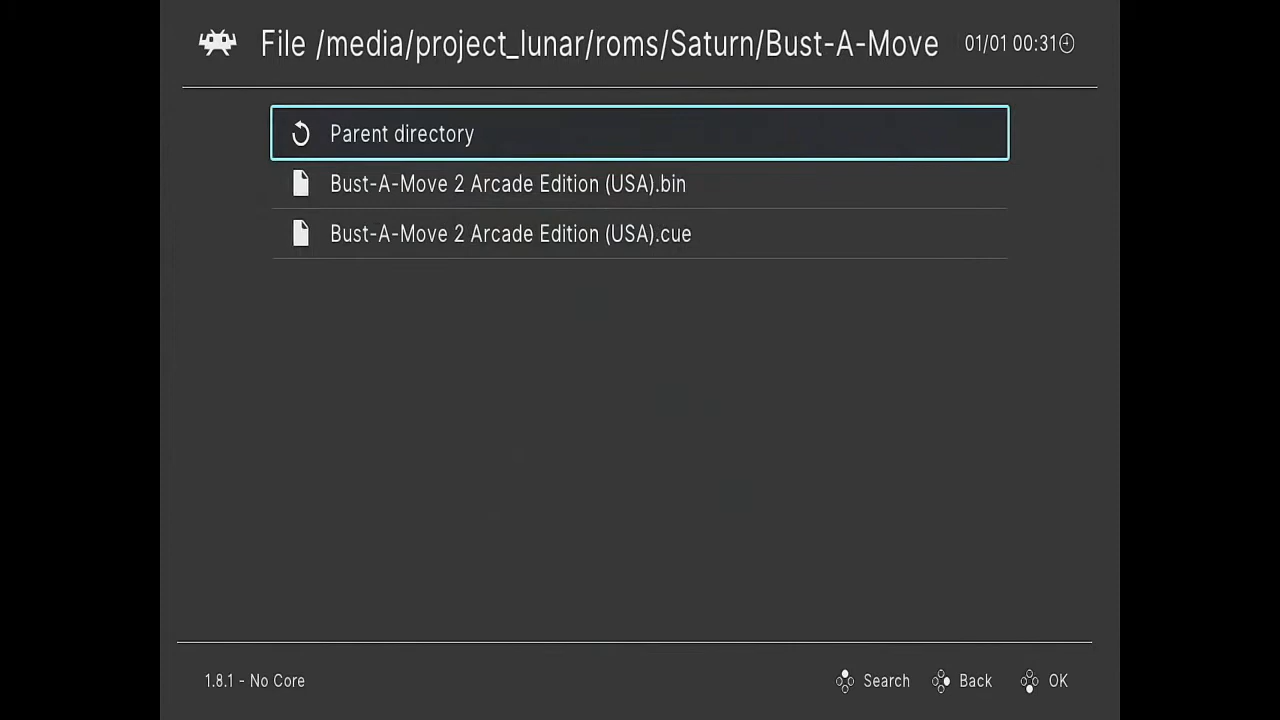 File /media/project_lunar/roms/Saturn/Bust-A-Move 01/01 00:31
Parent directory
Bust-A-Move 2 Arcade Edition (USA).bin
Bust-A-Move 2 Arcade Edition (USA).cue
1.8.1 - No Core Search Back OK